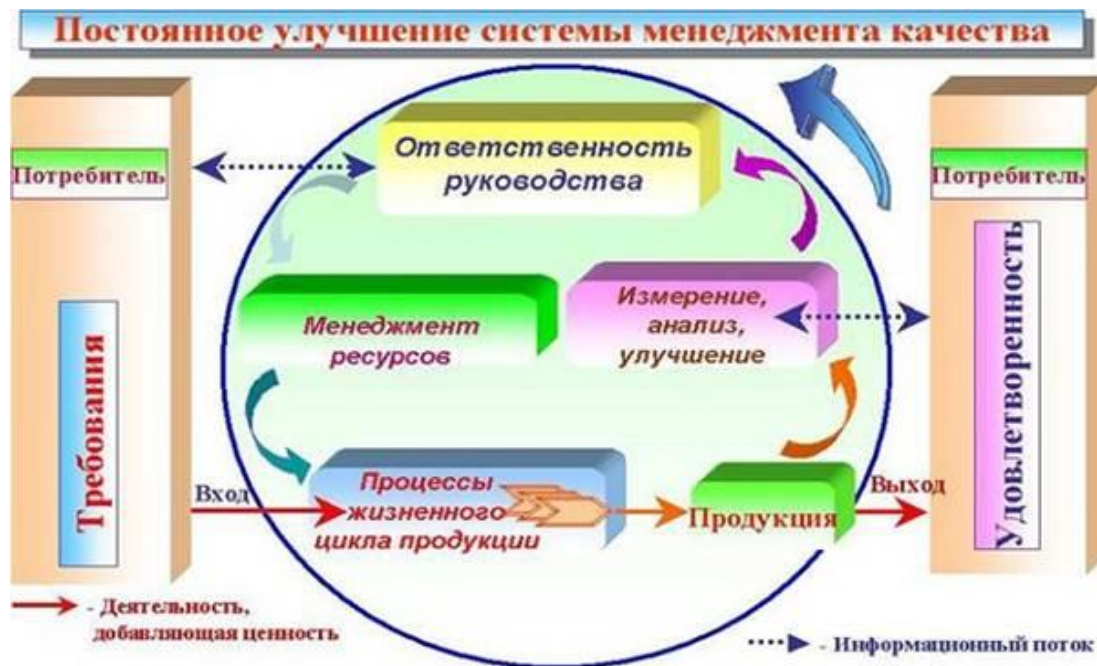 Постоянное улучшение системы менеджмента качества
Потребитель
Требования
Ответственность
руководства
Менеджмент
ресурсов
Измерение,
анализ,
улучшение
Потребитель
Удовлетворенность
Вход
Процессы
жизненного
цикла продукции
Продукция
Выход
- Деятельность,
добавляющая ценность
- Информационный поток